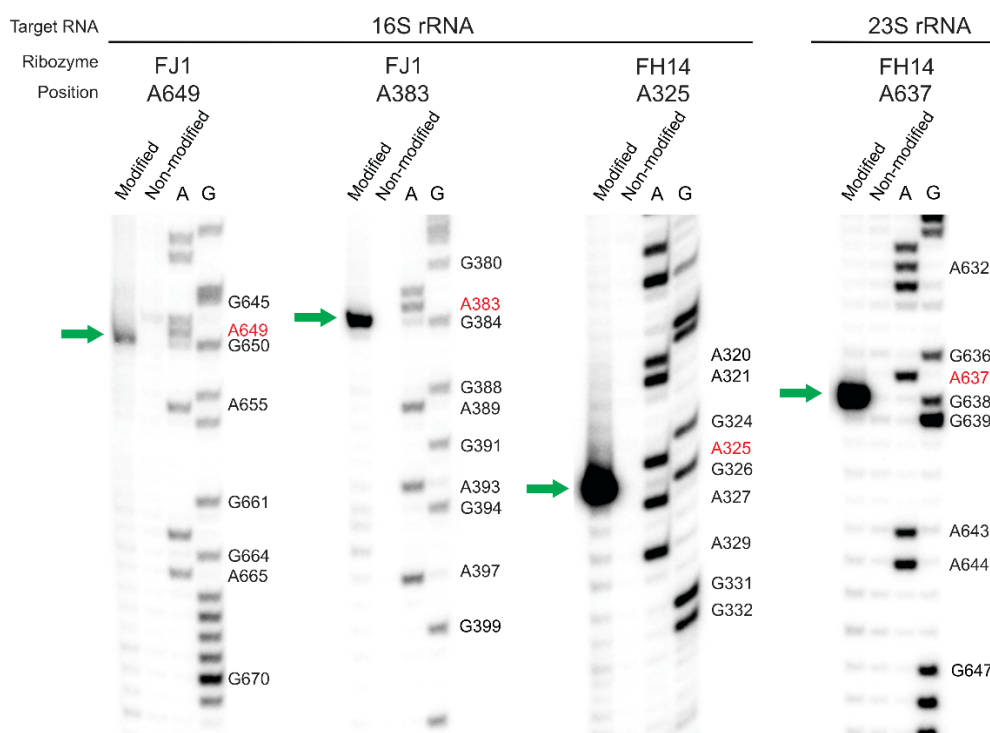 Target RNA 16S rRNA 23S rRNA
Ribozyme FJ1 FJ1 FH14 FH14
Position A649 A383 A325 A637
Modified Non-modified A G Modified Non-modified A G Modified Non-modified A G Modified Non-modified A G
G645
A649
G650
A655
G661
G664
A665
G670
G380
A383
G384
G388
A389
G391
A393
G394
A397
G399
A320
A321
G324
A325
G326
A327
A329
G331
G332
A632
G636
A637
G638
G639
A643
A644
G647